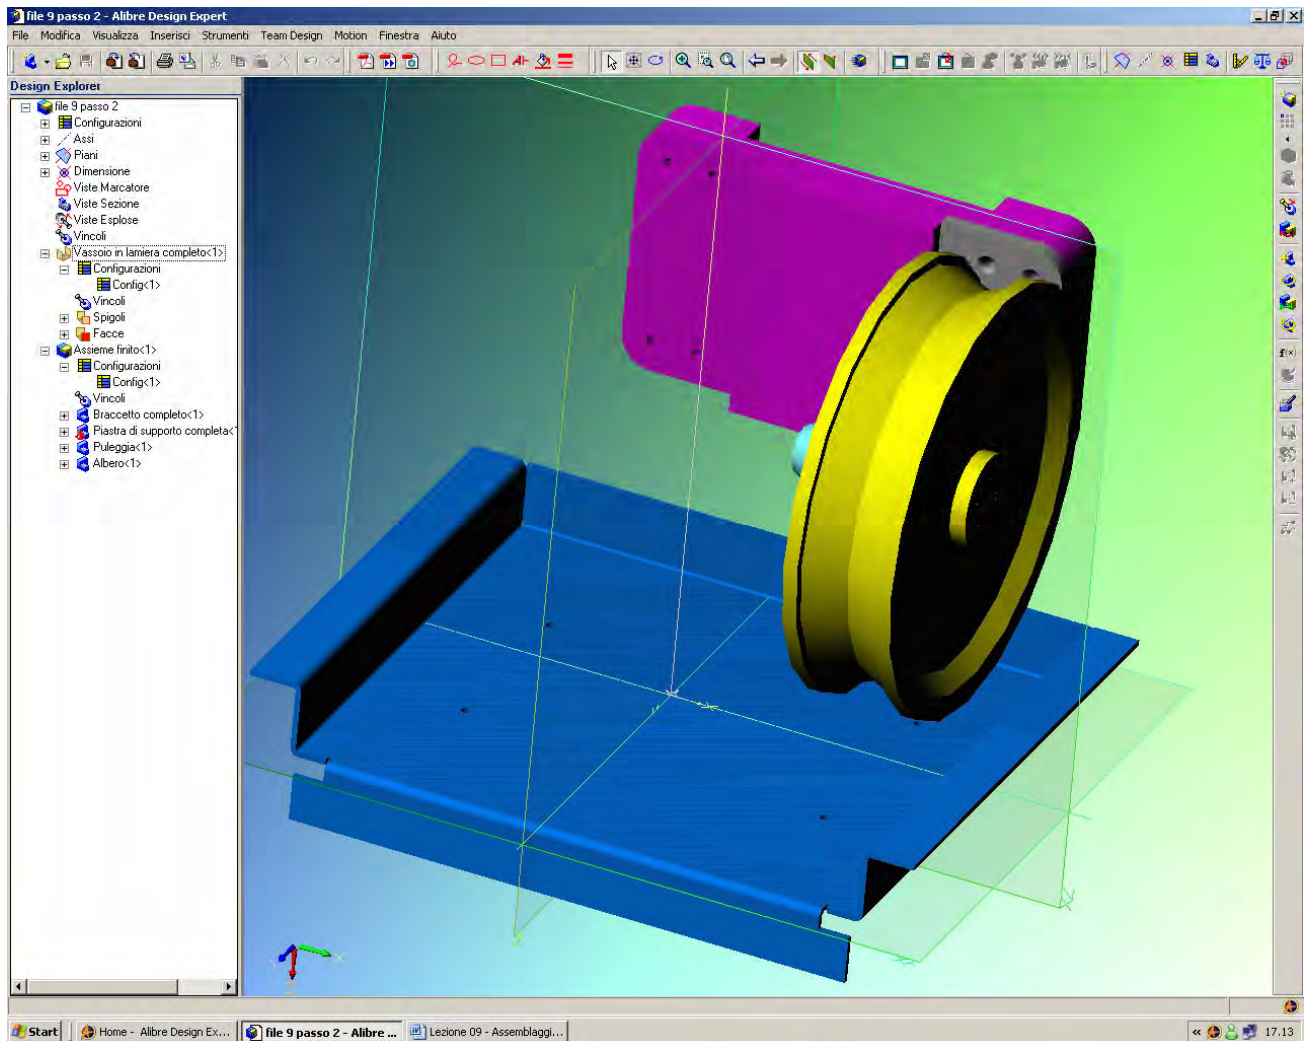 file 9 passo 2 - Alibre Design Expert
File Modifica Visualizza Inserisci Strumenti Team Design Motion Finestra Aiuto
Design Explorer
file 9 passo 2
Configurazioni
Assi
Piani
Dimensione
Viste Marcatore
Viste Sezione
Viste Esplose
Vincoli
Vassoio in lamiera completo<1>
Configurazioni
Config<1>
Vincoli
Spigoli
Facce
Assieme finito<1>
Configurazioni
Config<1>
Vincoli
Braccetto completo<1>
Piastra di supporto completa<
Puleggia<1>
Albero<1>
f(x)
Start
Home - Alibre Design Ex...
file 9 passo 2 - Alibre ...
Lezione 09 - Assemblaggi...
«
17.13